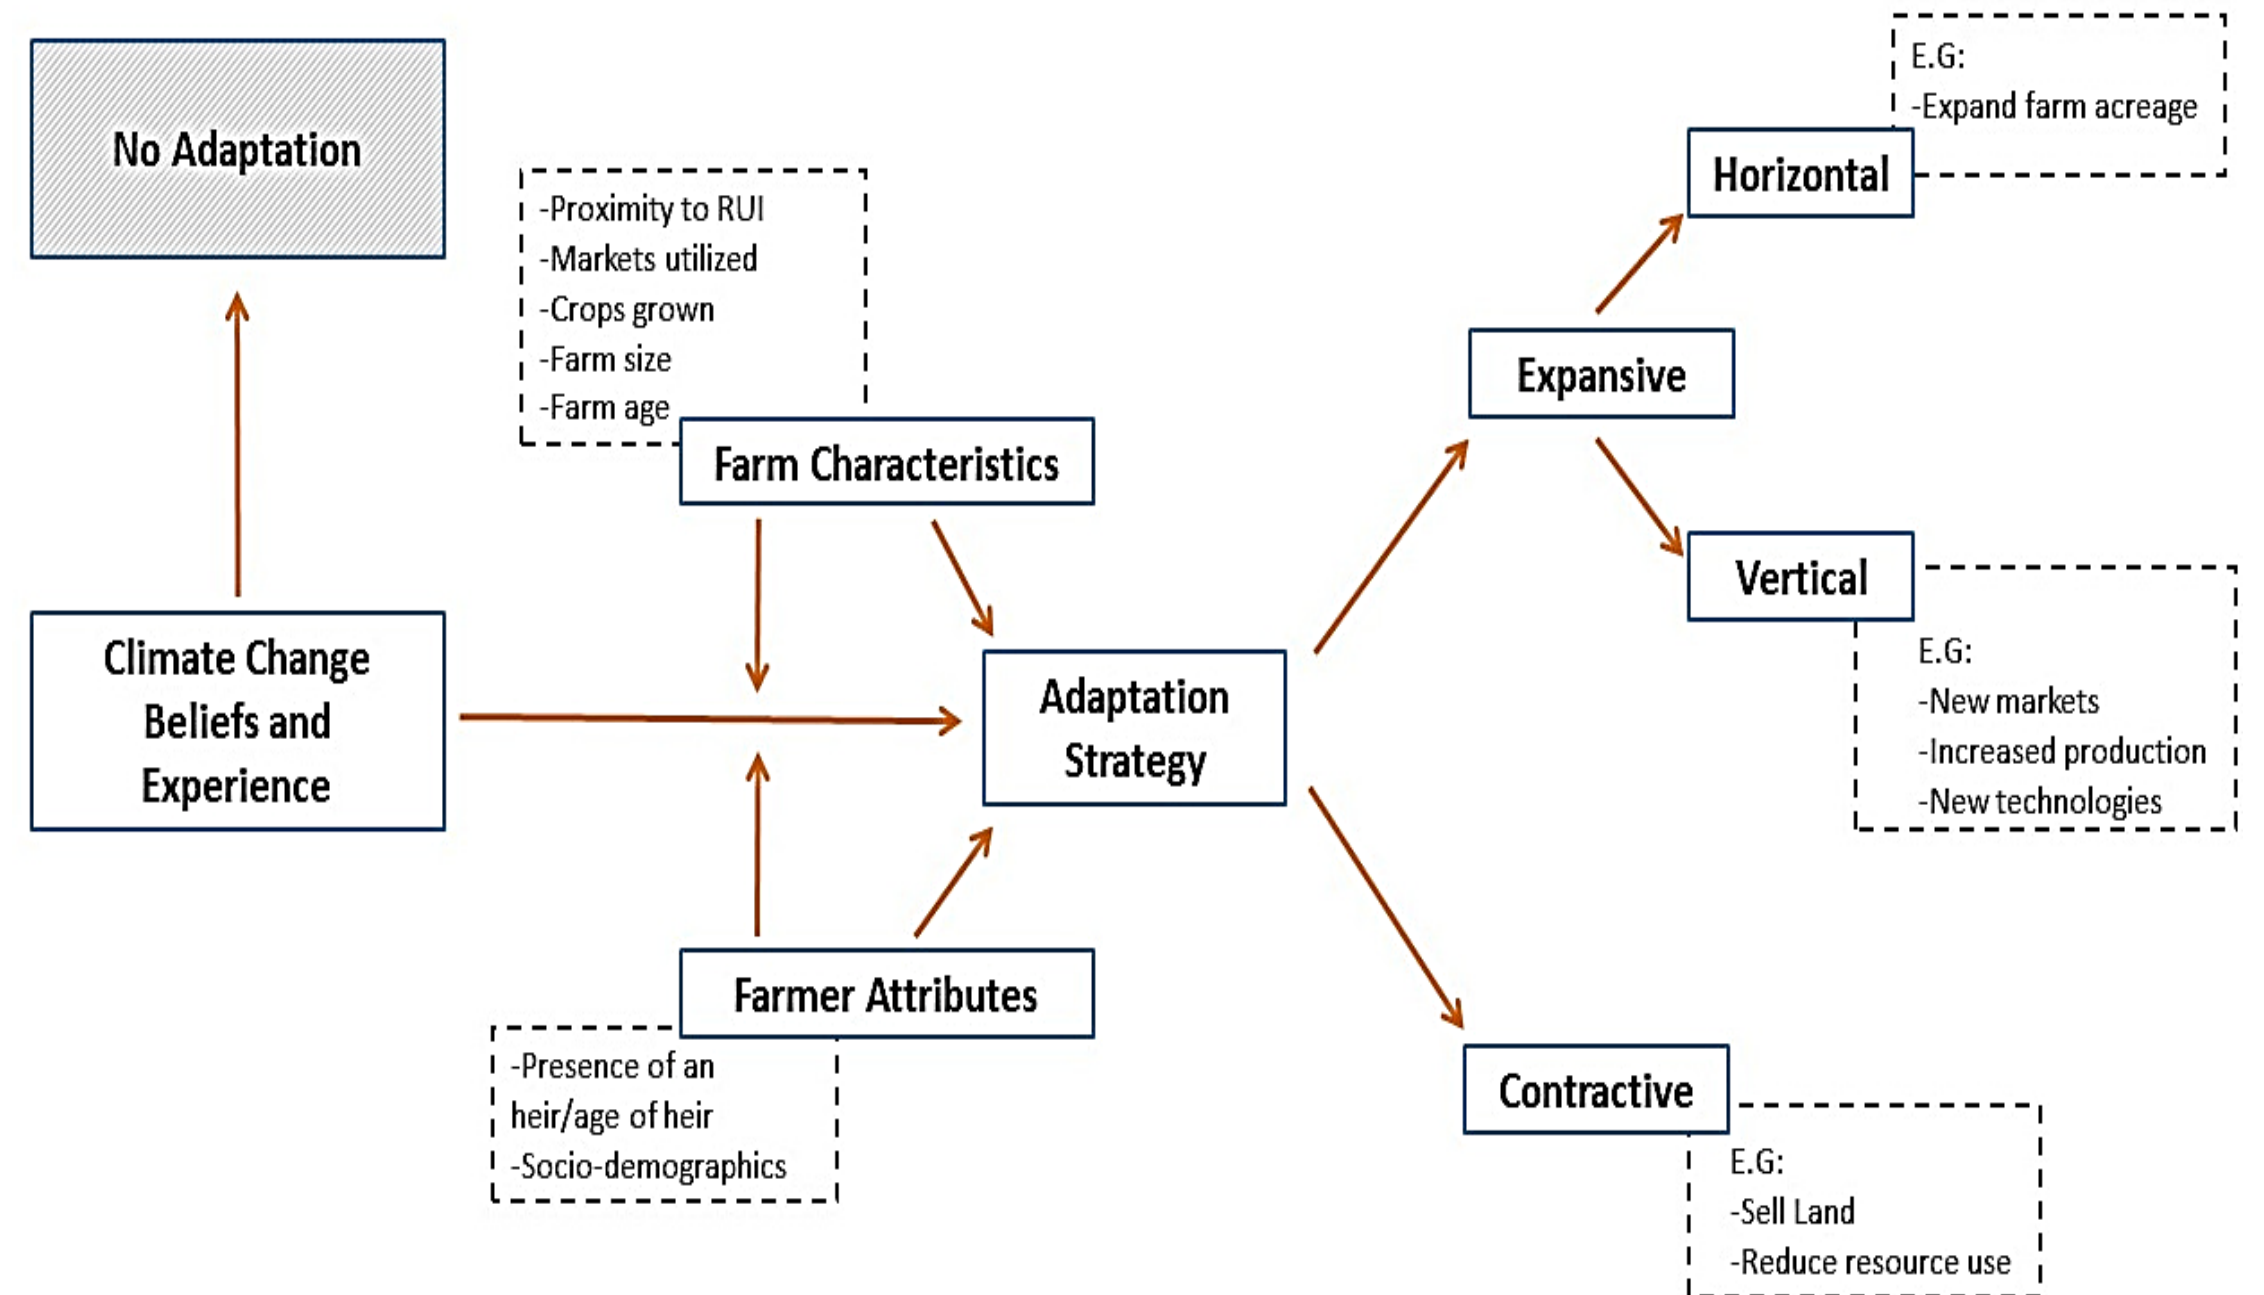 No Adaptation
Climate Change
Beliefs and
Experience
-Proximity to RUI
-Markets utilized
-Crops grown
-Farm size
-Farm age
Farm Characteristics
Adaptation
Strategy
Farmer Attributes
-Presence of an
heir/age of heir
-Socio-demographics
E.G:
-Expand farm acreage
Horizontal
Expansive
Vertical
E.G:
-New markets
-Increased production
-New technologies
Contractive
E.G:
-Sell Land
-Reduce resource use